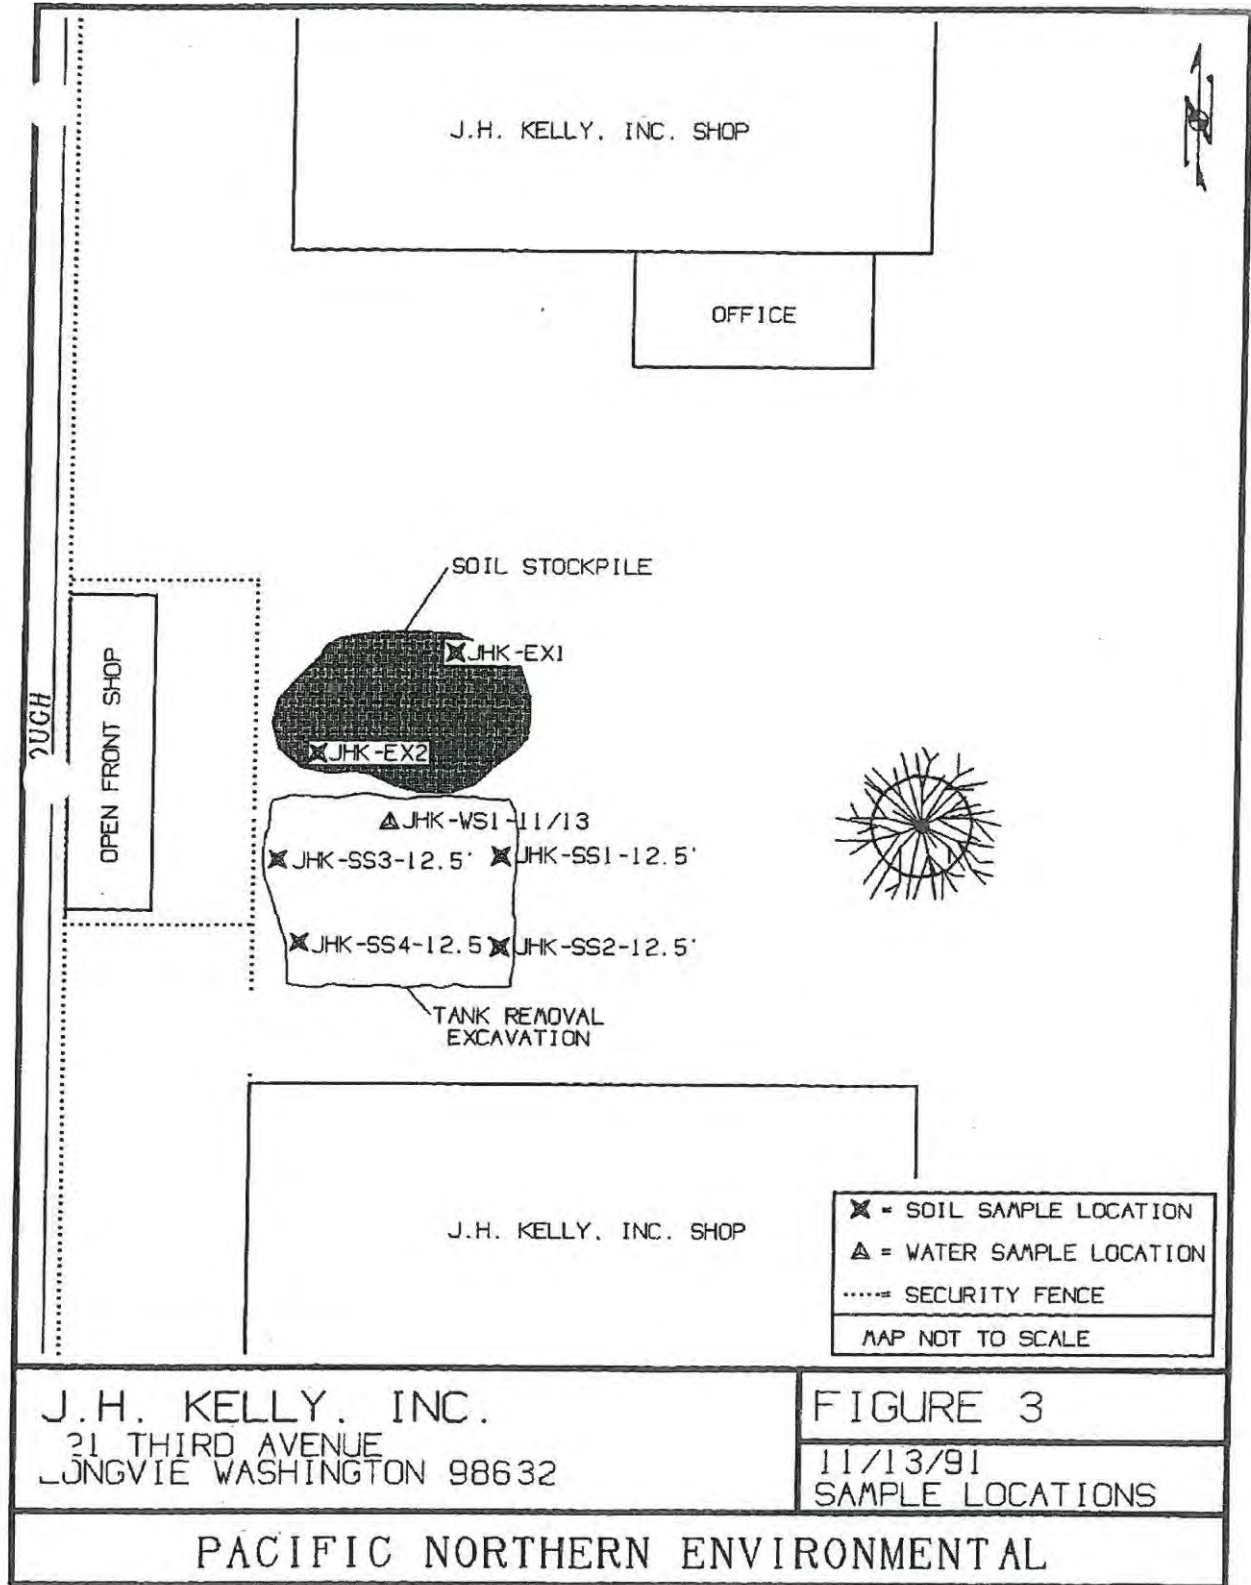 J.H. KELLY, INC. SHOP
OFFICE
SOIL STOCKPILE
JHK-EX1
OPEN FRONT SHOP
JHK-EX2
JHK-WS1-11/13
JHK-SS3-12.5'
JHK-SS1-12.5'
JHK-SS4-12.5
JHK-SS2-12.5'
TANK REMOVAL
EXCAVATION
J.H. KELLY, INC. SHOP
= SOIL SAMPLE LOCATION
= WATER SAMPLE LOCATION
= SECURITY FENCE
MAP NOT TO SCALE
J.H. KELLY, INC.
21 THIRD AVENUE
ONGVIE WASHINGTON 98632
FIGURE 3
11/13/91
SAMPLE LOCATIONS
PACIFIC NORTHERN ENVIRONMENTAL